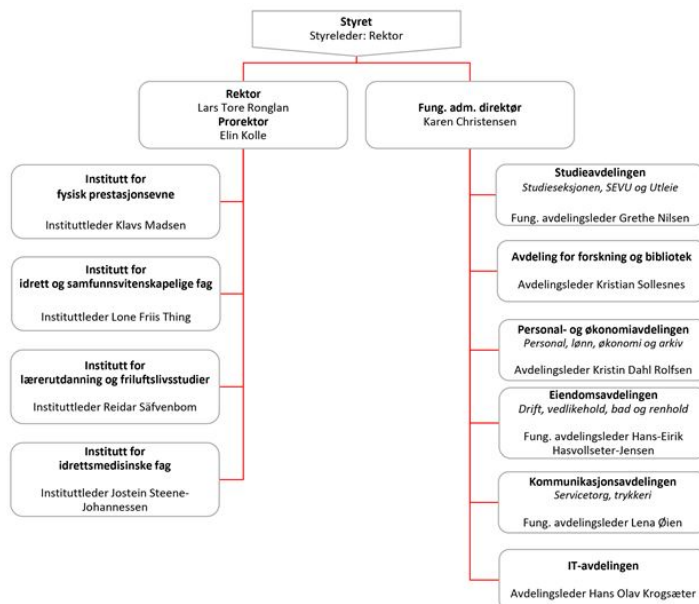 Styret
Styreleder: Rektor
Rektor
Lars Tore Ronglan
Prorektor
Elin Kolle
Fung. adm. direktør
Karen Christensen
Institutt for
fysisk prestasjonsevne
Instituttleder Klavs Madsen
Institutt for
idrett og samfunnsvitenskapelige fag
Instituttleder Lone Friis Thing
Institutt for
lærerutdanning og friluftslivsstudier
Instituttleder Reidar Säfvenbom
Institutt for
idrettsmedisinske fag
Instituttleder Jostein Steene-
Johannessen
Studieavdelingen
Studieseksjonen, SEVU og Utleie
Fung. avdelingsleder Grethe Nilsen
Avdeling for forskning og bibliotek
Avdelingsleder Kristian Sollesnes
Personal- og økonomiavdelingen
Personal, lønn, økonomi og arkiv
Avdelingsleder Kristin Dahl Rolfsen
Eiendomsavdelingen
Drift, vedlikehold, bad og renhold
Fung. avdelingsleder Hans-Eirik
Hasvollseter-Jensen
Kommunikasjonsavdelingen
Servicetorg, trykkeri
Fung. avdelingsleder Lena Øien
IT-avdelingen
Avdelingsleder Hans Olav Krogsæter